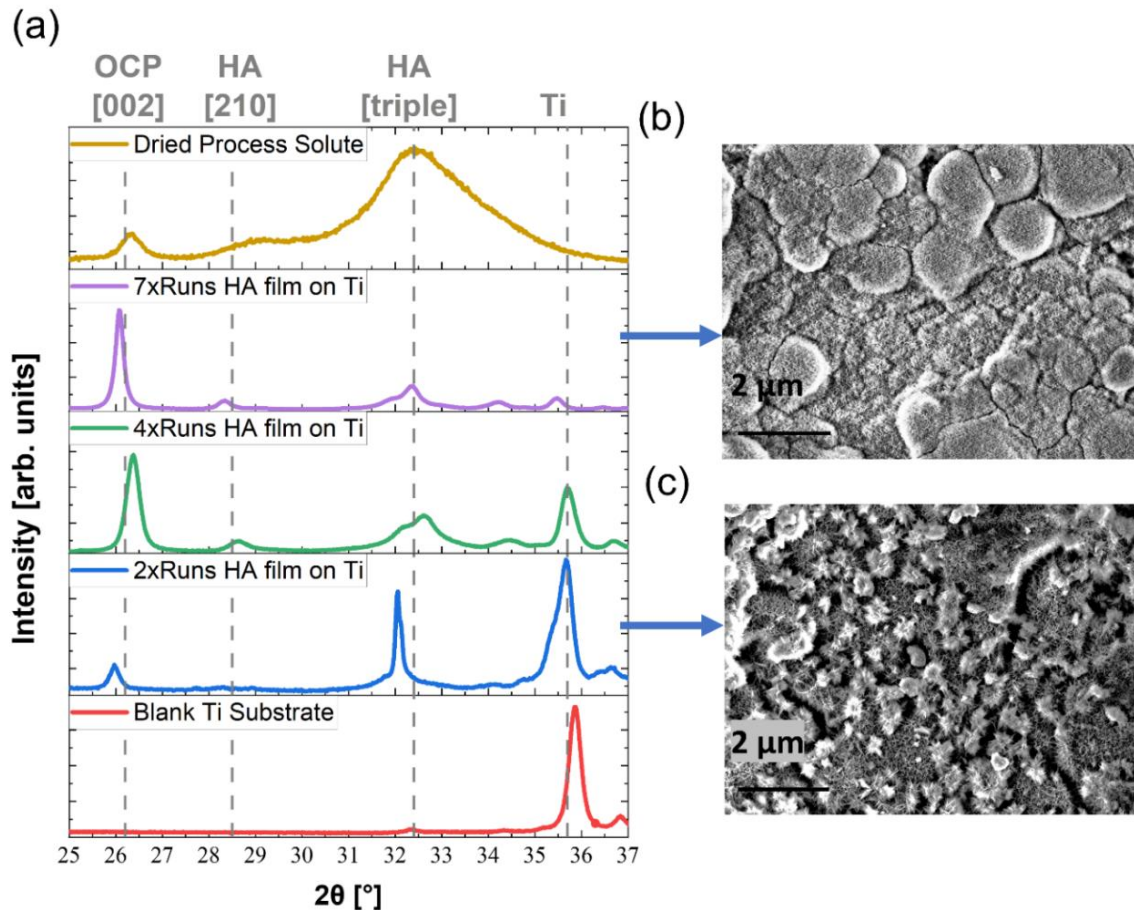 (a)
OCP HA HA
[002] [210] [triple] Ti
Dried Process Solute
7xRuns HA film on Ti
4xRuns HA film on Ti
2xRuns HA film on Ti
Blank Ti Substrate
Intensity [arb. units]
25 26 27 28 29 30 31 32 33 34 35 36 37
2θ [°]
(b)
2 µm
(c)
2 µm